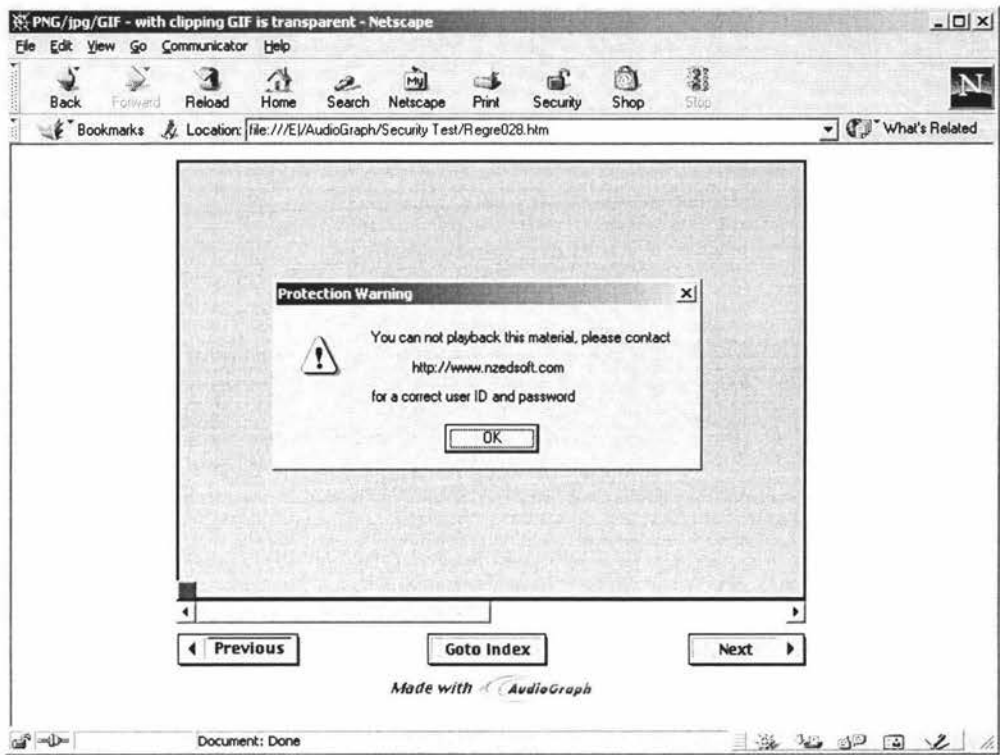 PNG/jpg/GIF - with clipping GIF is transparent - Netscape
File Edit View Go Communicator Help
My
N
Back Forward Reload Home Search Netscape Print Security Shop Stop
Bookmarks Location: file:///E|/AudioGraph/Security Test/Regre028.htm What's Related
Protection Warning
You can not playback this material, please contact
http://www.nzedsoft.com
for a correct user ID and password
OK
Previous Goto Index Next
Made with AudioGraph
Document: Done